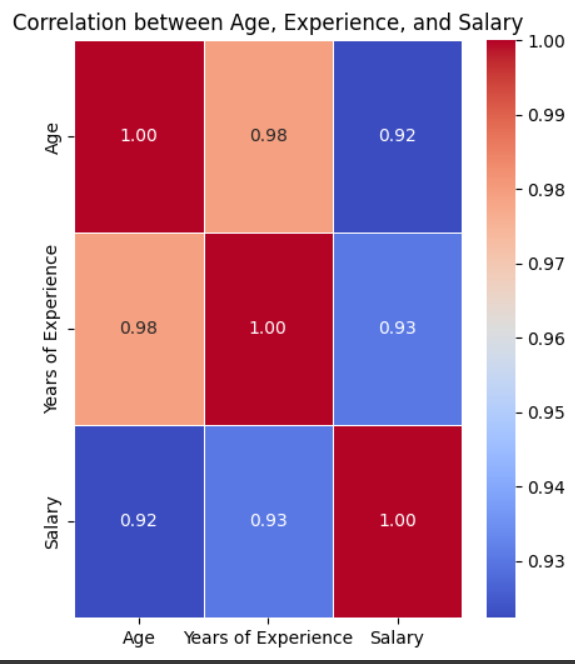 Correlation between Age, Experience, and Salary
Age
1.00
0.98
0.92
Years of Experience
0.98
1.00
0.93
Salary
0.92
0.93
1.00
Age
Years of Experience
Salary
1.00
0.99
0.98
0.97
0.96
0.95
0.94
0.93